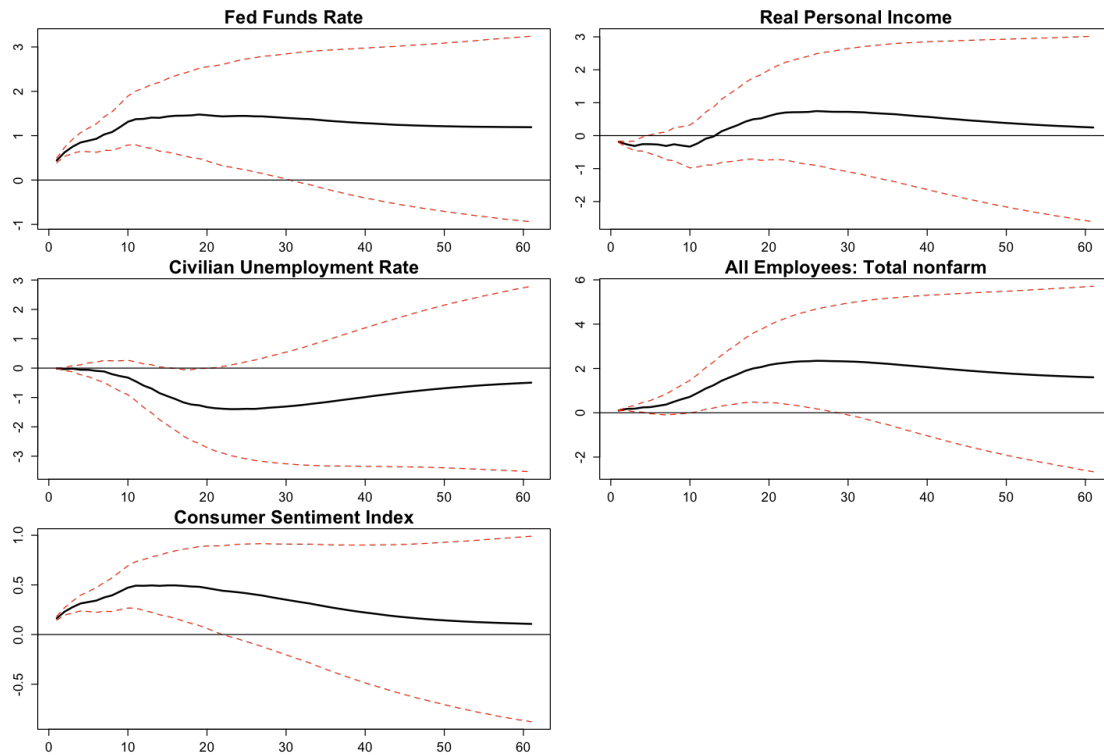 Fed Funds Rate
3
2
1
0
-1
0 10 20 30 40 50 60
Real Personal Income
3
2
1
0
-1
-2
0 10 20 30 40 50 60
Civilian Unemployment Rate
3
2
1
0
-1
-2
-3
0 10 20 30 40 50 60
All Employees: Total nonfarm
6
4
2
0
-2
0 10 20 30 40 50 60
Consumer Sentiment Index
1.0
0.5
0.0
-0.5
0 10 20 30 40 50 60